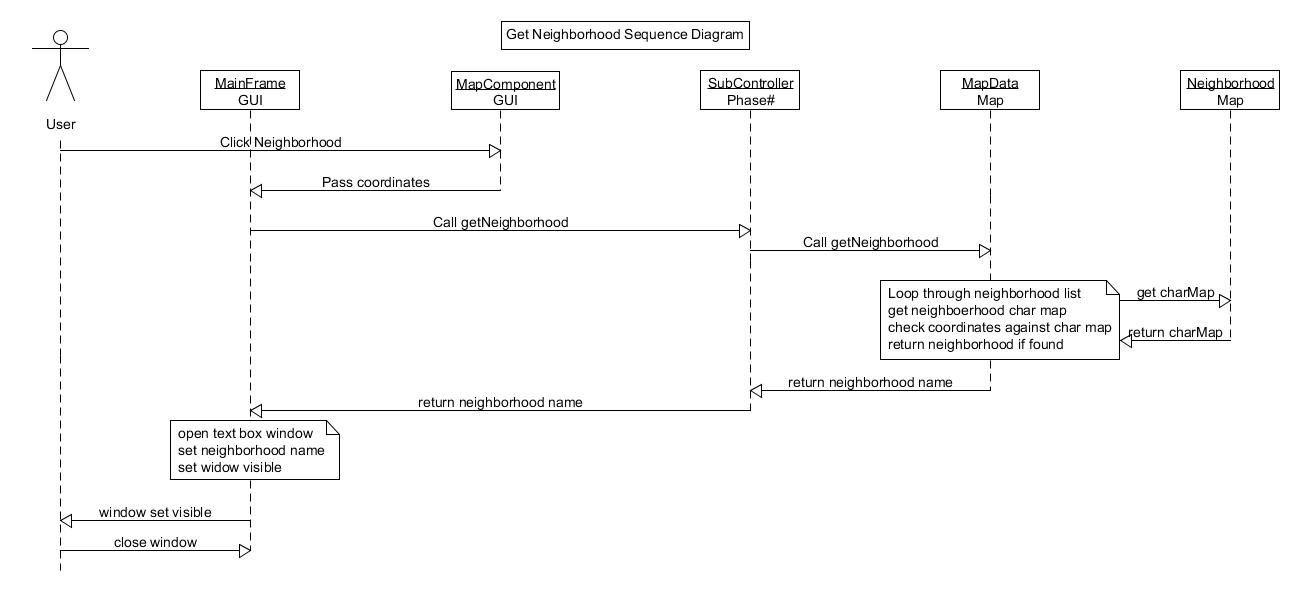 Get Neighborhood Sequence Diagram
MainFrame
GUI
MapComponent
GUI
SubController
Phase#
MapData
Map
Neighborhood
Map
User
Click Neighborhood
Pass coordinates
Call getNeighborhood
Call getNeighborhood
Loop through neighborhood list
get neighboerhood char map
check coordinates against char map
return neighborhood if found
get charMap
return charMap
return neighborhood name
return neighborhood name
open text box window
set neighborhood name
set widow visible
window set visible
close window